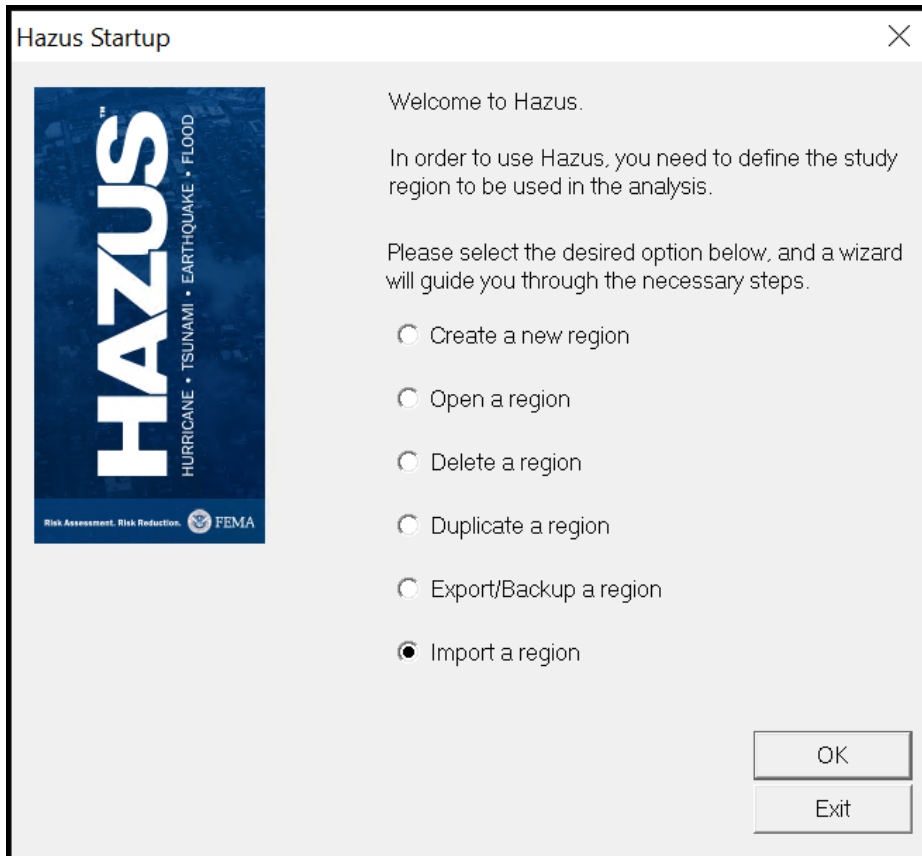 Hazus Startup
HAZUS™
HURRICANE • TSUNAMI • EARTHQUAKE • FLOOD
Risk Assessment. Risk Reduction. FEMA
Welcome to Hazus.
In order to use Hazus, you need to define the study
region to be used in the analysis.
Please select the desired option below, and a wizard
will guide you through the necessary steps.
Create a new region
Open a region
Delete a region
Duplicate a region
Export/Backup a region
Import a region
OK
Exit